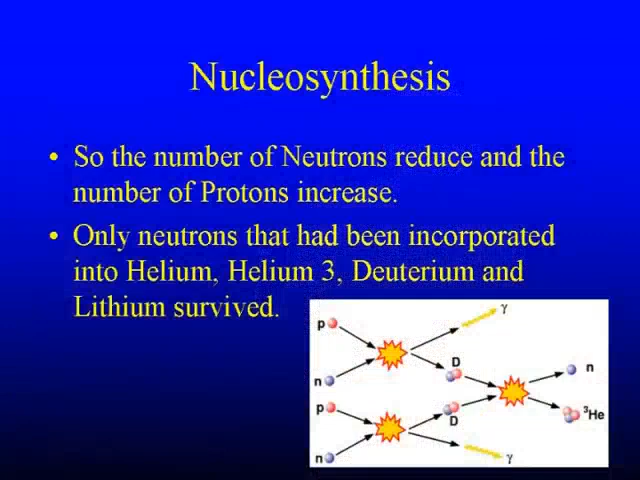 Nucleosynthesis
• So the number of Neutrons reduce and the
number of Protons increase.
• Only neutrons that had been incorporated
into Helium, Helium 3, Deuterium and
Lithium survived.
p
γ
D
n
n
p
³He
D
n
γ